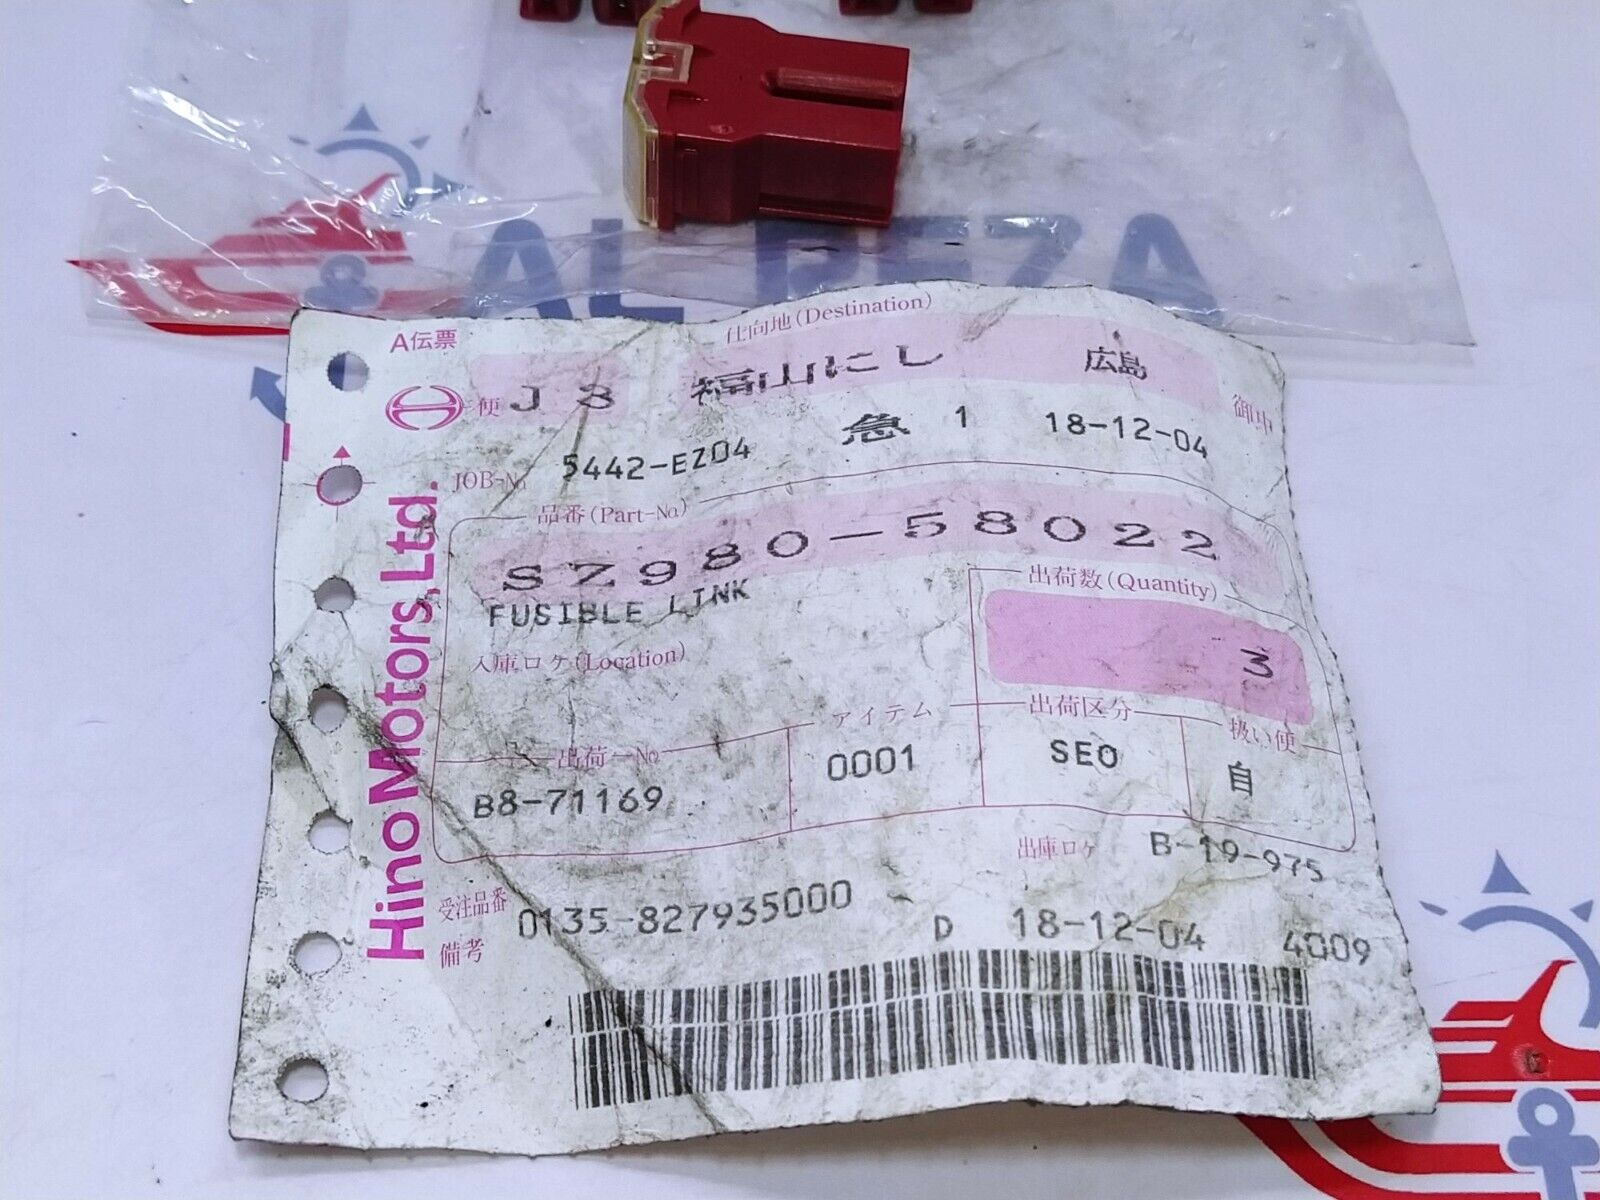 AL REZA
A伝票
仕向地(Destination)
便 J 8 福山にし 広島 御中
JOB-No. 5442-EZ04 急 1 18-12-04
品番(Part-No.)
SZ980-58022
FUSIBLE LINK
出荷数(Quantity)
3
入庫ロケ(Location)
出荷 No. アイテム 出荷区分 扱い便
B8-71169 0001 SEO 自
出庫ロケ B-19-975
受注品番 0135-827935000
備考 D 18-12-04 4009
Hino Motors, Ltd.